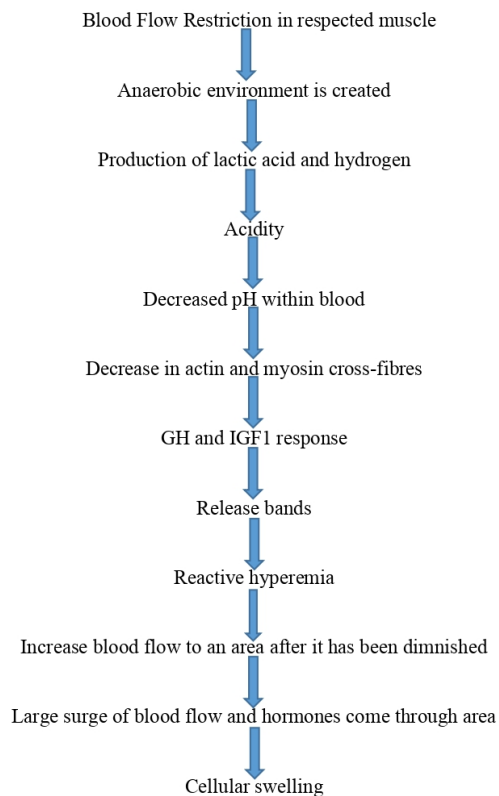 Blood Flow Restriction in respected muscle
Anaerobic environment is created
Production of lactic acid and hydrogen
Acidity
Decreased pH within blood
Decrease in actin and myosin cross-fibres
GH and IGF1 response
Release bands
Reactive hyperemia
Increase blood flow to an area after it has been dimnished
Large surge of blood flow and hormones come through area
Cellular swelling